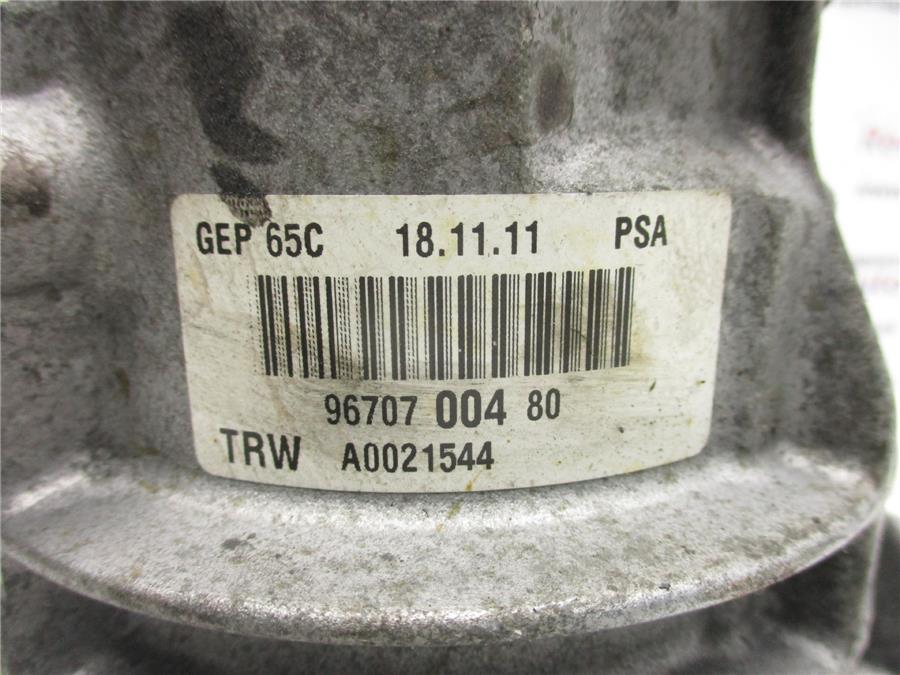 GEP 65C 18.11.11 PSA
96707 004 80
TRW A0021544